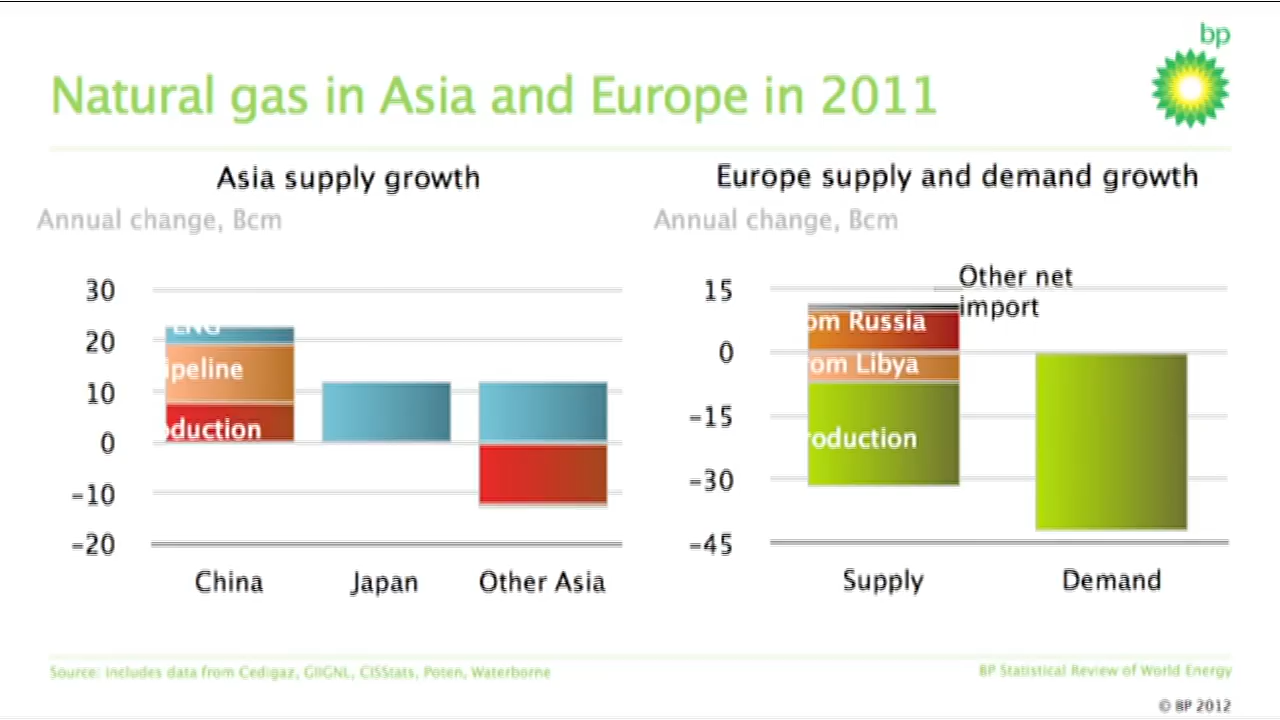 bp
Natural gas in Asia and Europe in 2011
Asia supply growth
Annual change, Bcm
30
20
10
0
-10
-20
LNG
ipeline
oduction
China
Japan
Other Asia
Europe supply and demand growth
Annual change, Bcm
15
0
-15
-30
-45
Other net
import
om Russia
rom Libya
roduction
Supply
Demand
Source: includes data from Cedigaz, GIIGNL, CISStats, Poten, Waterborne
BP Statistical Review of World Energy
© BP 2012